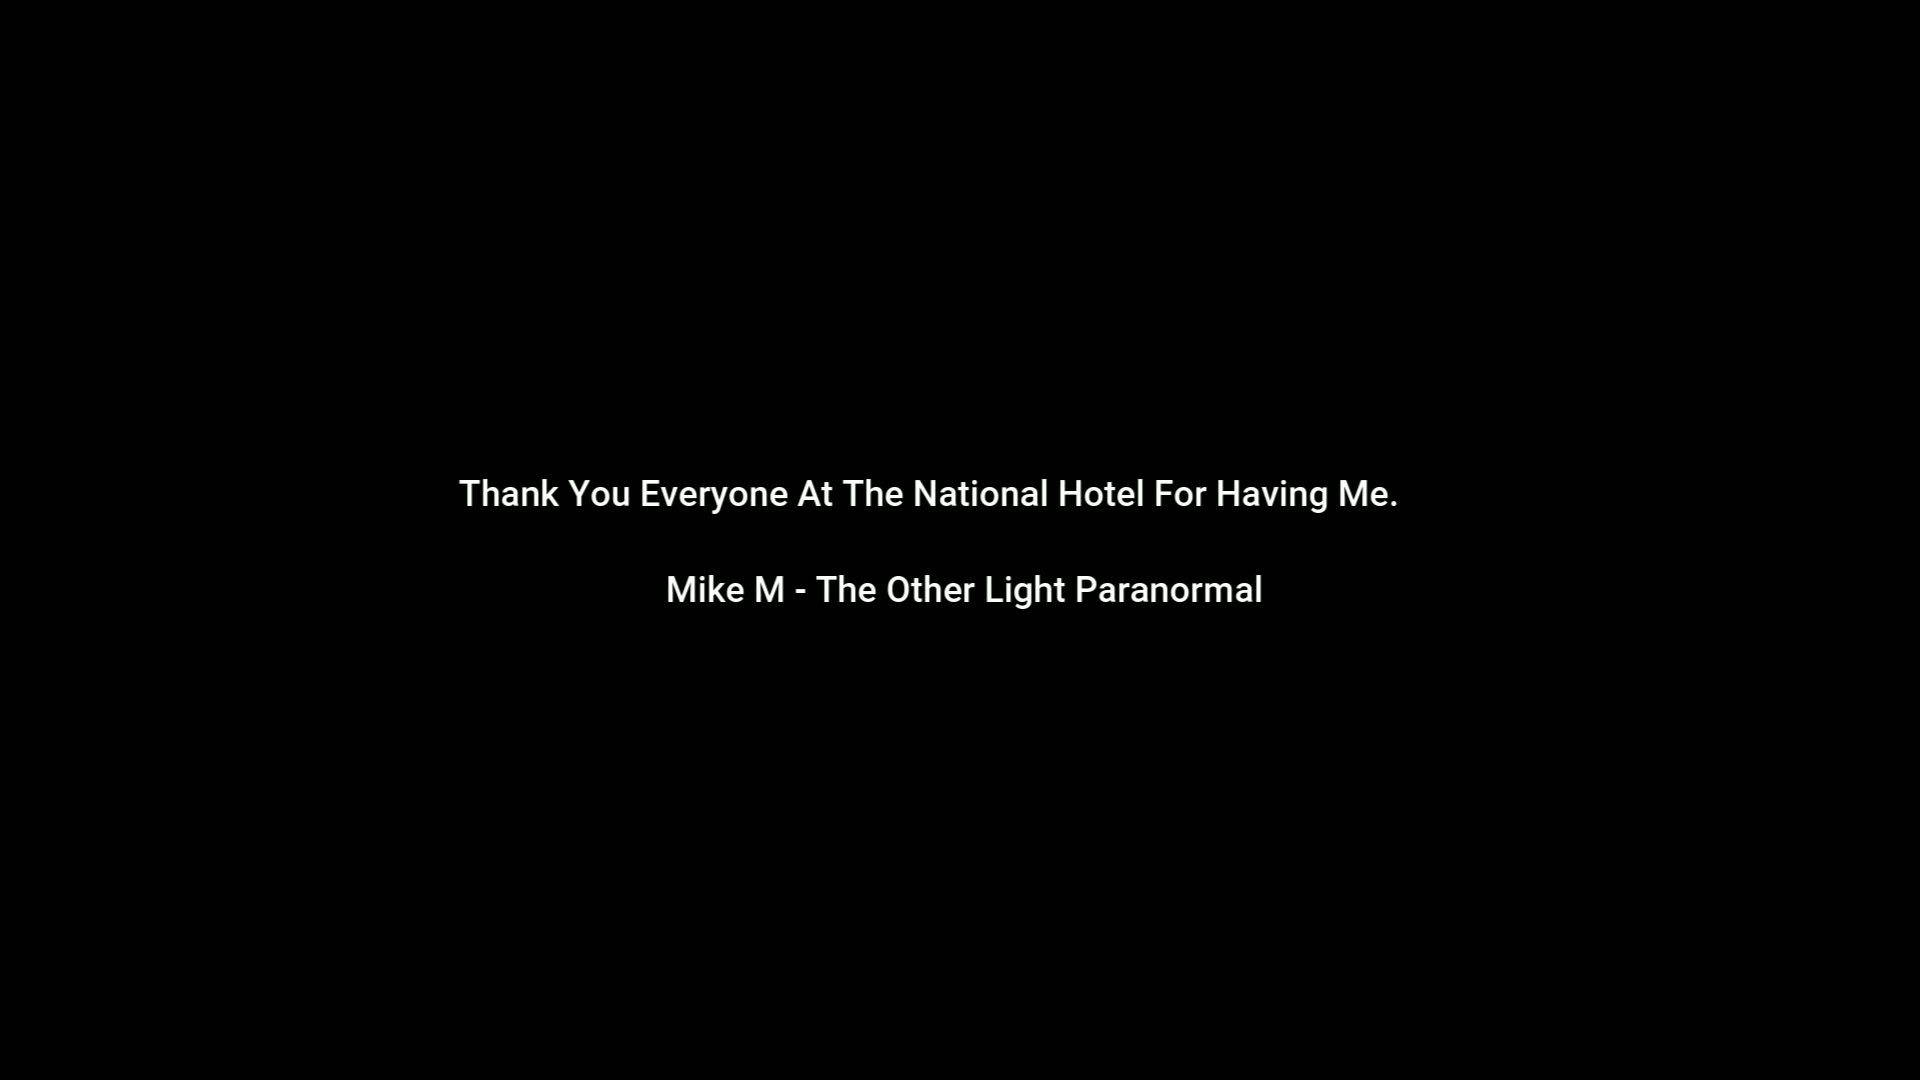 Thank You Everyone At The National Hotel For Having Me.
Mike M - The Other Light Paranormal